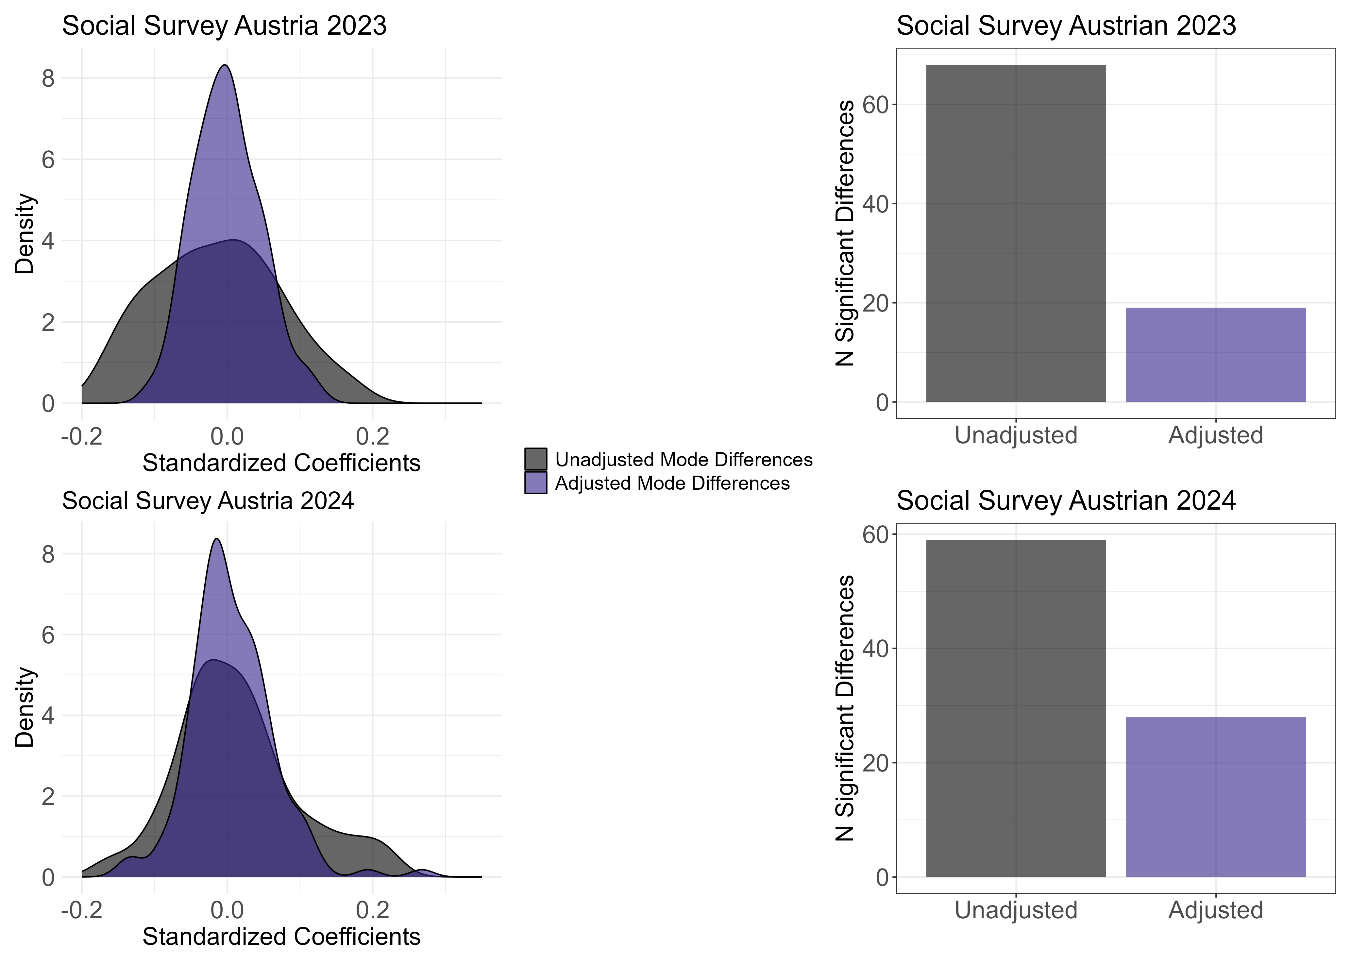 Social Survey Austria 2023
8
6
4
2
0
Density
-0.2 0.0 0.2
Standardized Coefficients
Social Survey Austrian 2023
60
40
20
0
N Significant Differences
Unadjusted Adjusted
Unadjusted Mode Differences
Adjusted Mode Differences
Social Survey Austria 2024
8
6
4
2
0
Density
-0.2 0.0 0.2
Standardized Coefficients
Social Survey Austrian 2024
60
40
20
0
N Significant Differences
Unadjusted Adjusted